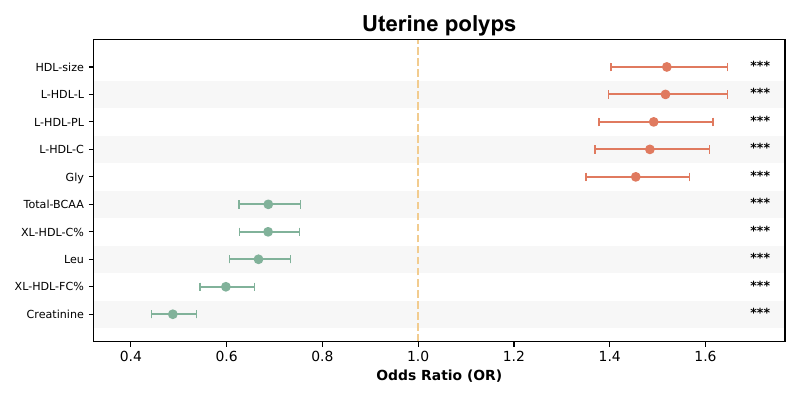 Uterine polyps
HDL-size ***
L-HDL-L ***
L-HDL-PL ***
L-HDL-C ***
Gly ***
Total-BCAA ***
XL-HDL-C% ***
Leu ***
XL-HDL-FC% ***
Creatinine ***
0.4 0.6 0.8 1.0 1.2 1.4 1.6
Odds Ratio (OR)